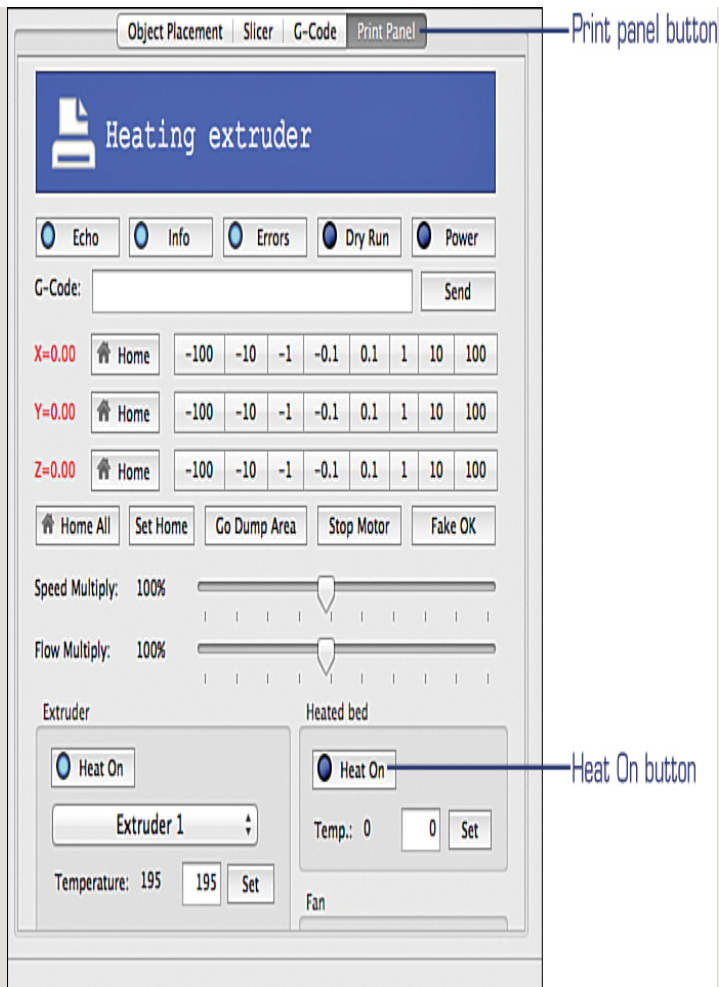 Object Placement Slicer G-Code Print Panel
Print panel button
Heating extruder
Echo Info Errors Dry Run Power
G-Code: Send
X=0.00 Home -100 -10 -1 -0.1 0.1 1 10 100
Y=0.00 Home -100 -10 -1 -0.1 0.1 1 10 100
Z=0.00 Home -100 -10 -1 -0.1 0.1 1 10 100
Home All Set Home Go Dump Area Stop Motor Fake OK
Speed Multiply: 100%
Flow Multiply: 100%
Extruder
Heat On
Extruder 1
Temperature: 195 195 Set
Heated bed
Heat On
Heat On button
Temp.: 0 0 Set
Fan